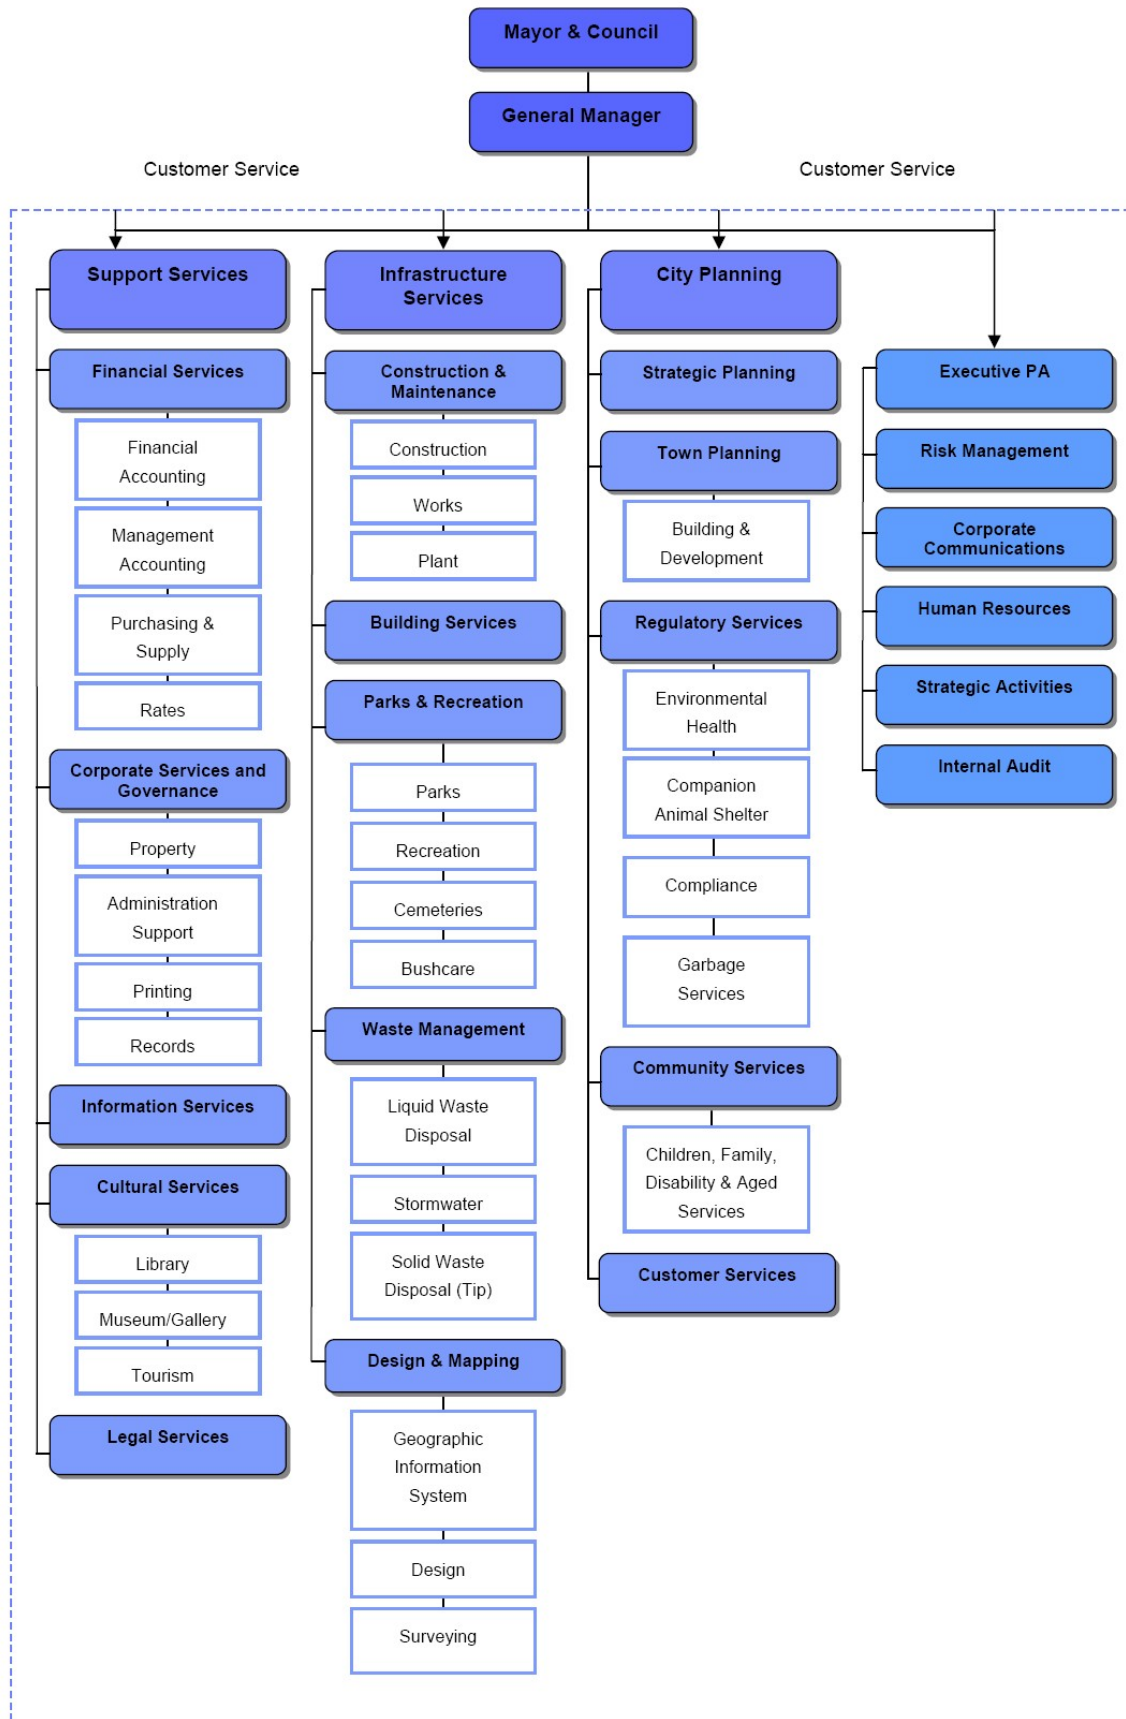 Mayor & Council
General Manager
Customer Service
Customer Service
Support Services
Financial Services
Financial
Accounting
Management
Accounting
Purchasing &
Supply
Rates
Corporate Services and
Governance
Property
Administration
Support
Printing
Records
Information Services
Cultural Services
Library
Museum/Gallery
Tourism
Legal Services
Infrastructure
Services
Construction &
Maintenance
Construction
Works
Plant
Building Services
Parks & Recreation
Parks
Recreation
Cemeteries
Bushcare
Waste Management
Liquid Waste
Disposal
Stormwater
Solid Waste
Disposal (Tip)
Design & Mapping
Geographic
Information
System
Design
Surveying
City Planning
Strategic Planning
Town Planning
Building &
Development
Regulatory Services
Environmental
Health
Companion
Animal Shelter
Compliance
Garbage
Services
Community Services
Children, Family,
Disability & Aged
Services
Customer Services
Executive PA
Risk Management
Corporate
Communications
Human Resources
Strategic Activities
Internal Audit